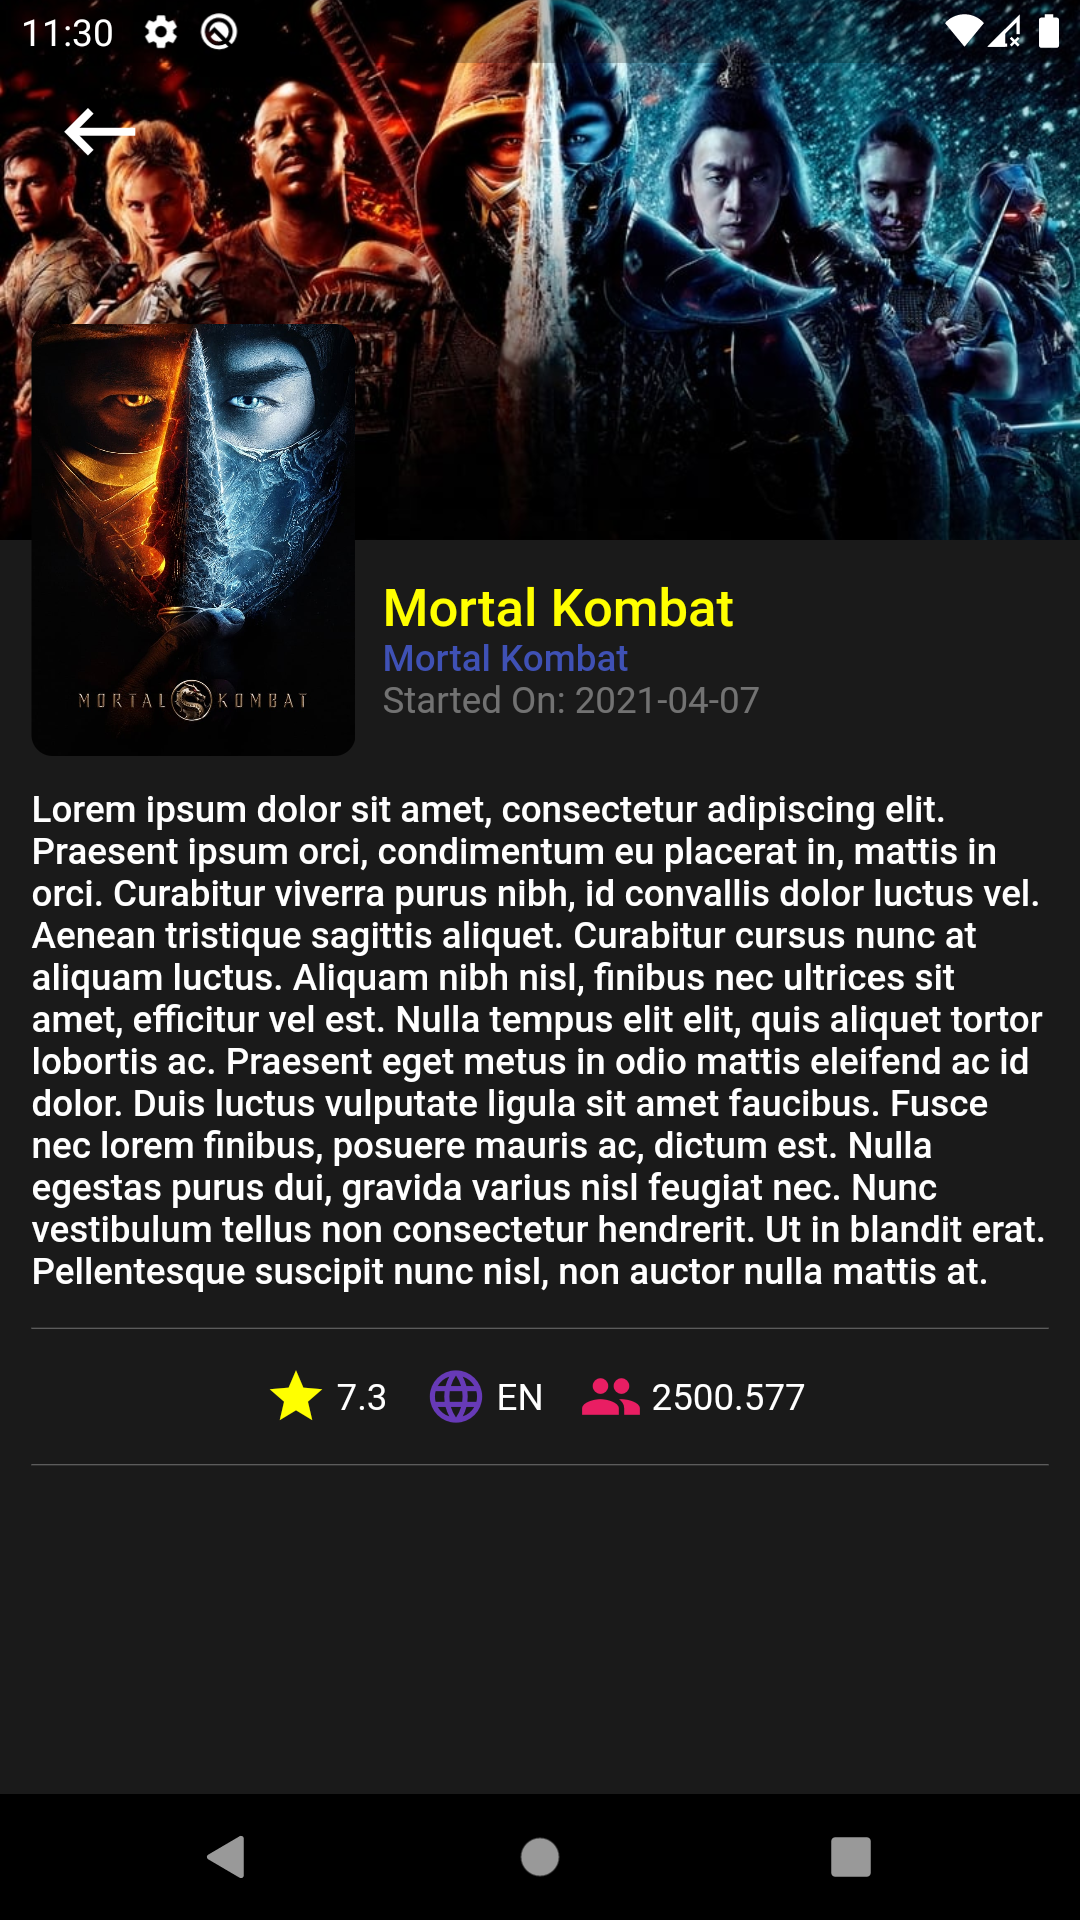 11:30
MORTAL KOMBAT
Mortal Kombat
Mortal Kombat
Started On: 2021-04-07
Lorem ipsum dolor sit amet, consectetur adipiscing elit.
Praesent ipsum orci, condimentum eu placerat in, mattis in
orci. Curabitur viverra purus nibh, id convallis dolor luctus vel.
Aenean tristique sagittis aliquet. Curabitur cursus nunc at
aliquam luctus. Aliquam nibh nisl, finibus nec ultrices sit
amet, efficitur vel est. Nulla tempus elit elit, quis aliquet tortor
lobortis ac. Praesent eget metus in odio mattis eleifend ac id
dolor. Duis luctus vulputate ligula sit amet faucibus. Fusce
nec lorem finibus, posuere mauris ac, dictum est. Nulla
egestas purus dui, gravida varius nisl feugiat nec. Nunc
vestibulum tellus non consectetur hendrerit. Ut in blandit erat.
Pellentesque suscipit nunc nisl, non auctor nulla mattis at.
7.3 EN 2500.577